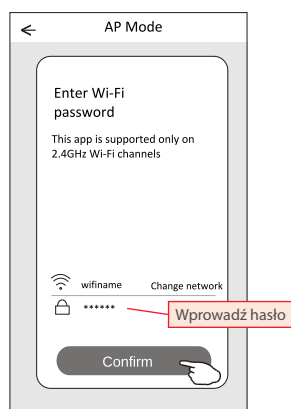 AP Mode
Enter Wi-Fi
password
This app is supported only on
2.4GHz Wi-Fi channels
wifiname Change network
******
Wprowadź hasło
Confirm